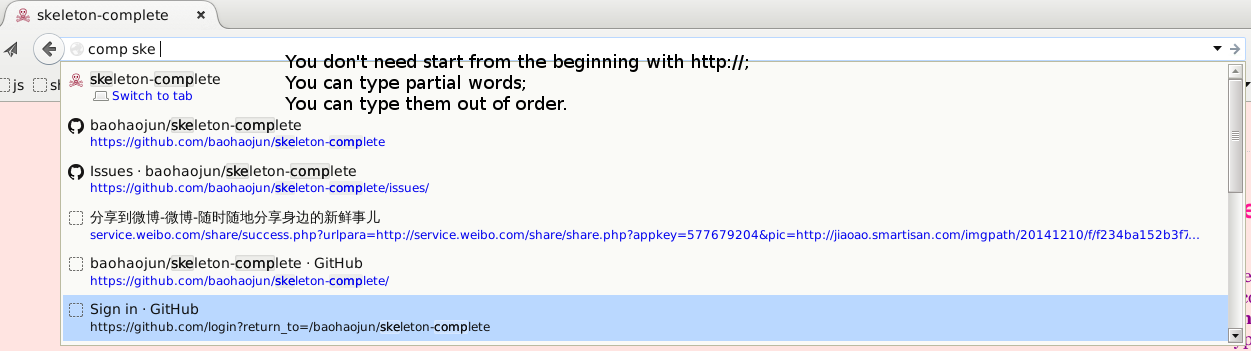 skeleton-complete
comp ske
You don't need start from the beginning with http://;
You can type partial words;
You can type them out of order.
js
skeleton-complete
Switch to tab
baohaojun/skeleton-complete
https://github.com/baohaojun/skeleton-complete
Issues · baohaojun/skeleton-complete
https://github.com/baohaojun/skeleton-complete/issues/
分享到微博-微博-随时随地分享身边的新鲜事儿
service.weibo.com/share/success.php?urlpara=http://service.weibo.com/share/share.php?appkey=577679204&pic=http://jiaoao.smartisan.com/imgpath/20141210/f/f234ba152b3f7...
baohaojun/skeleton-complete · GitHub
https://github.com/baohaojun/skeleton-complete/
Sign in · GitHub
https://github.com/login?return_to=/baohaojun/skeleton-complete